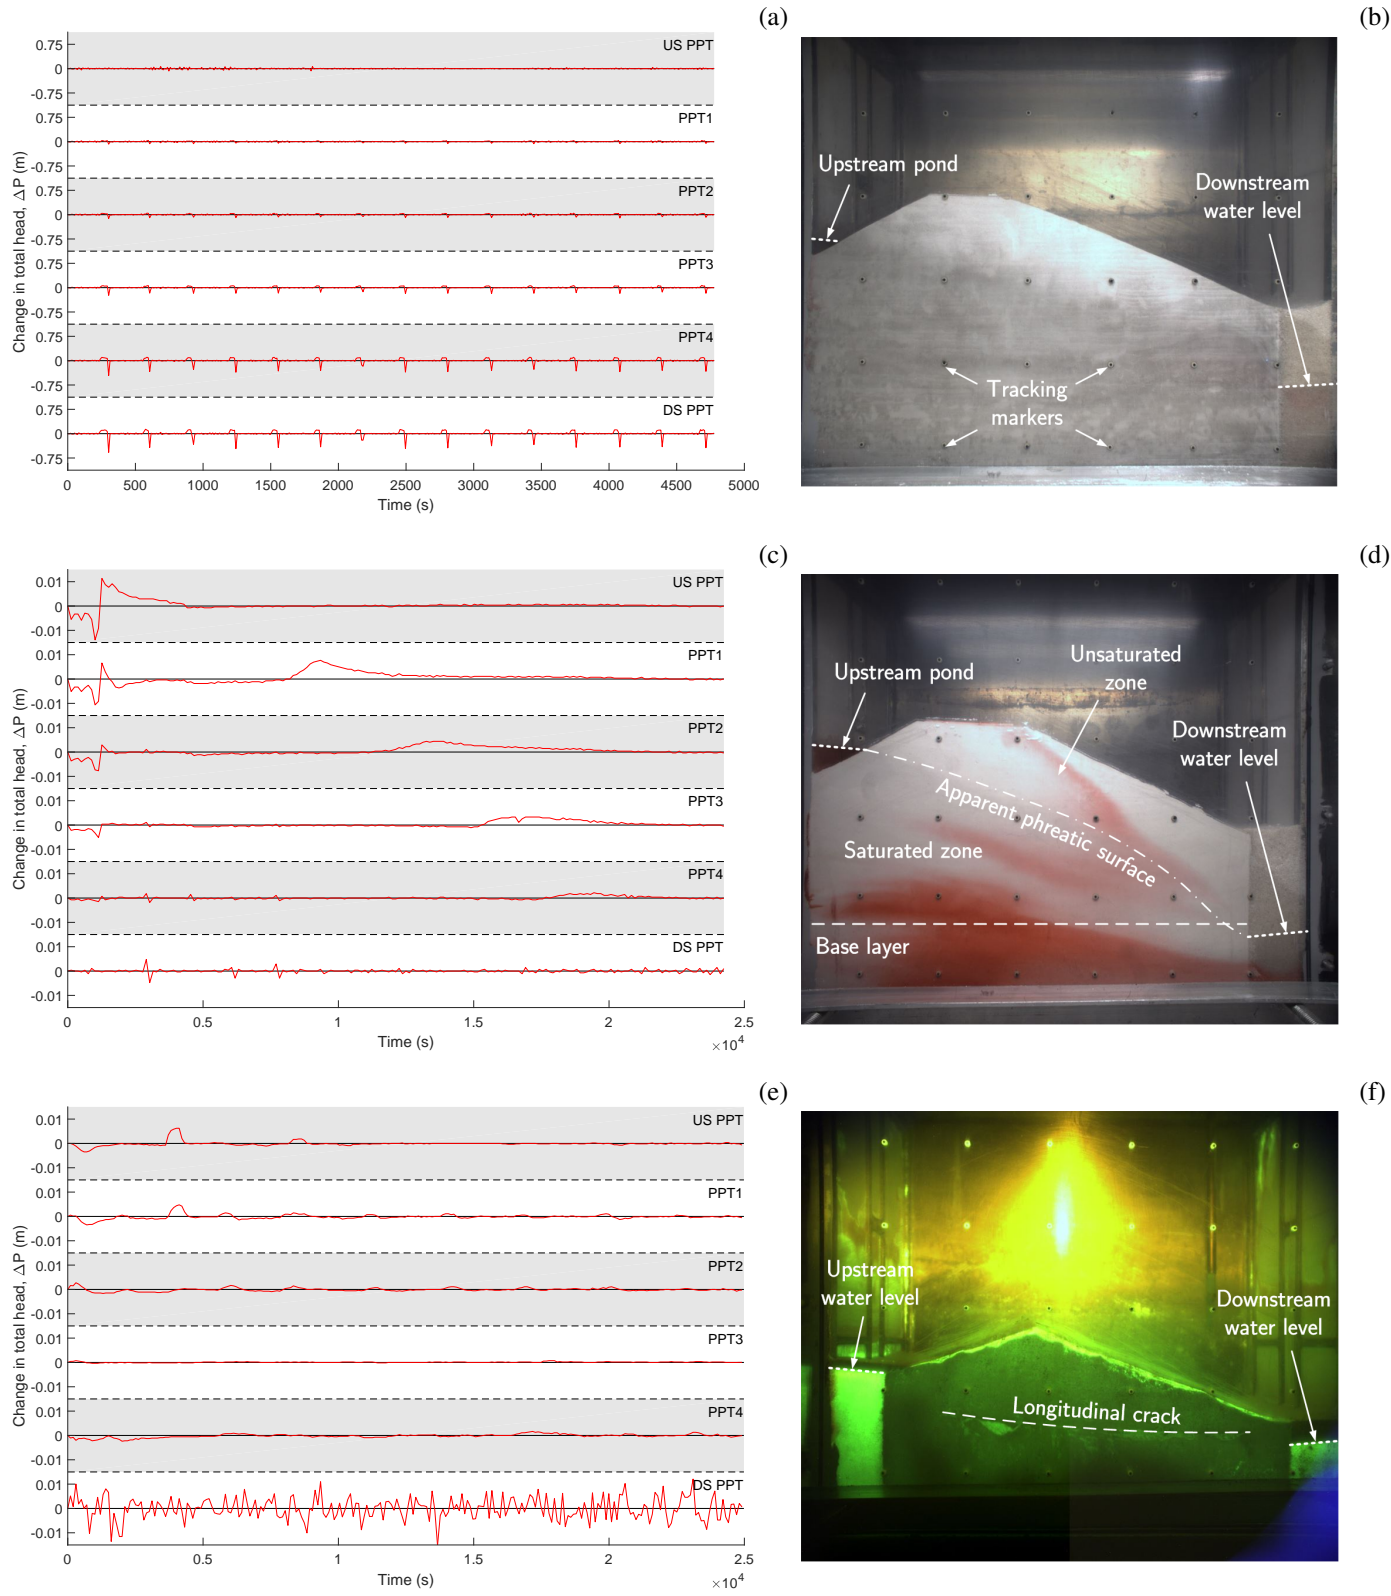 (a)
US PPT
0.75
0
-0.75
PPT1
0.75
0
-0.75
PPT2
0.75
0
-0.75
PPT3
0.75
0
-0.75
PPT4
0.75
0
-0.75
DS PPT
0.75
0
-0.75
Change in total head, ΔP (m)
0 500 1000 1500 2000 2500 3000 3500 4000 4500 5000
Time (s)
(b)
Upstream pond
Downstream
water level
Tracking
markers
(c)
US PPT
0.01
0
-0.01
PPT1
0.01
0
-0.01
PPT2
0.01
0
-0.01
PPT3
0.01
0
-0.01
PPT4
0.01
0
-0.01
DS PPT
0.01
0
-0.01
Change in total head, ΔP (m)
0 0.5 1 1.5 2 2.5
Time (s)
×10^4
(d)
Unsaturated
zone
Upstream pond
Downstream
water level
Apparent phreatic surface
Saturated zone
Base layer
(e)
US PPT
0.01
0
-0.01
PPT1
0.01
0
-0.01
PPT2
0.01
0
-0.01
PPT3
0.01
0
-0.01
PPT4
0.01
0
-0.01
DS PPT
0.01
0
-0.01
Change in total head, ΔP (m)
0 0.5 1 1.5 2 2.5
Time (s)
×10^4
(f)
Upstream
water level
Downstream
water level
Longitudinal crack